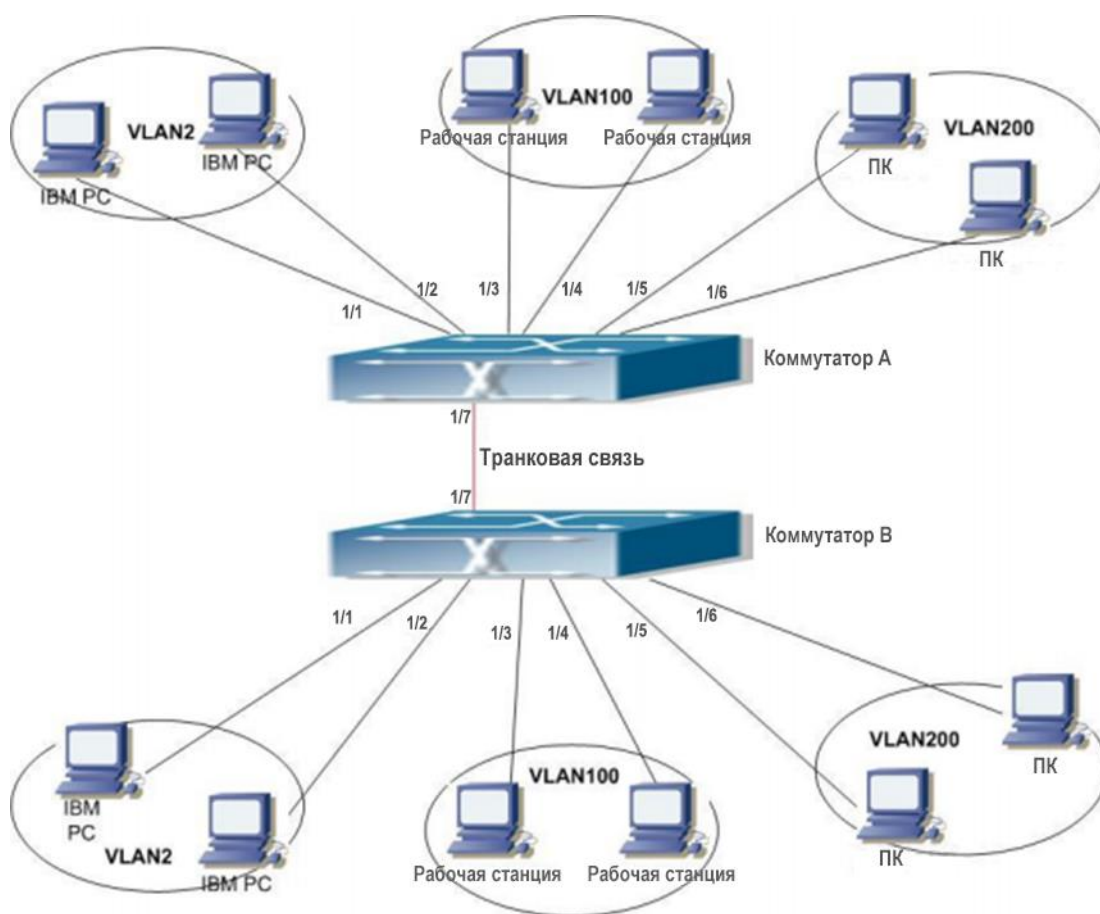 VLAN2
IBM PC
IBM PC
VLAN100
Рабочая станция
Рабочая станция
VLAN200
ПК
ПК
1/1
1/2
1/3
1/4
1/5
1/6
Коммутатор А
1/7
Транковая связь
1/7
Коммутатор В
1/1
1/2
1/3
1/4
1/5
1/6
IBM
PC
VLAN2
IBM PC
VLAN100
Рабочая станция
Рабочая станция
VLAN200
ПК
ПК